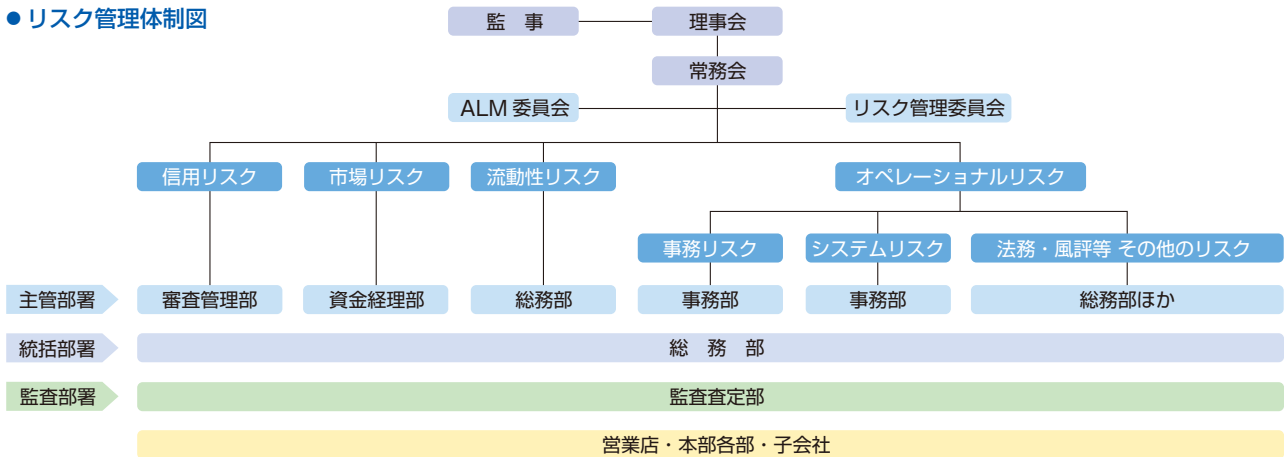 ● リスク管理体制図
監 事
理事会
常務会
ALM 委員会
リスク管理委員会
信用リスク
市場リスク
流動性リスク
オペレーショナルリスク
事務リスク
システムリスク
法務・風評等 その他のリスク
主管部署
審査管理部
資金経理部
総務部
事務部
事務部
総務部ほか
統括部署
総 務 部
監査部署
監査査定部
営業店・本部各部・子会社